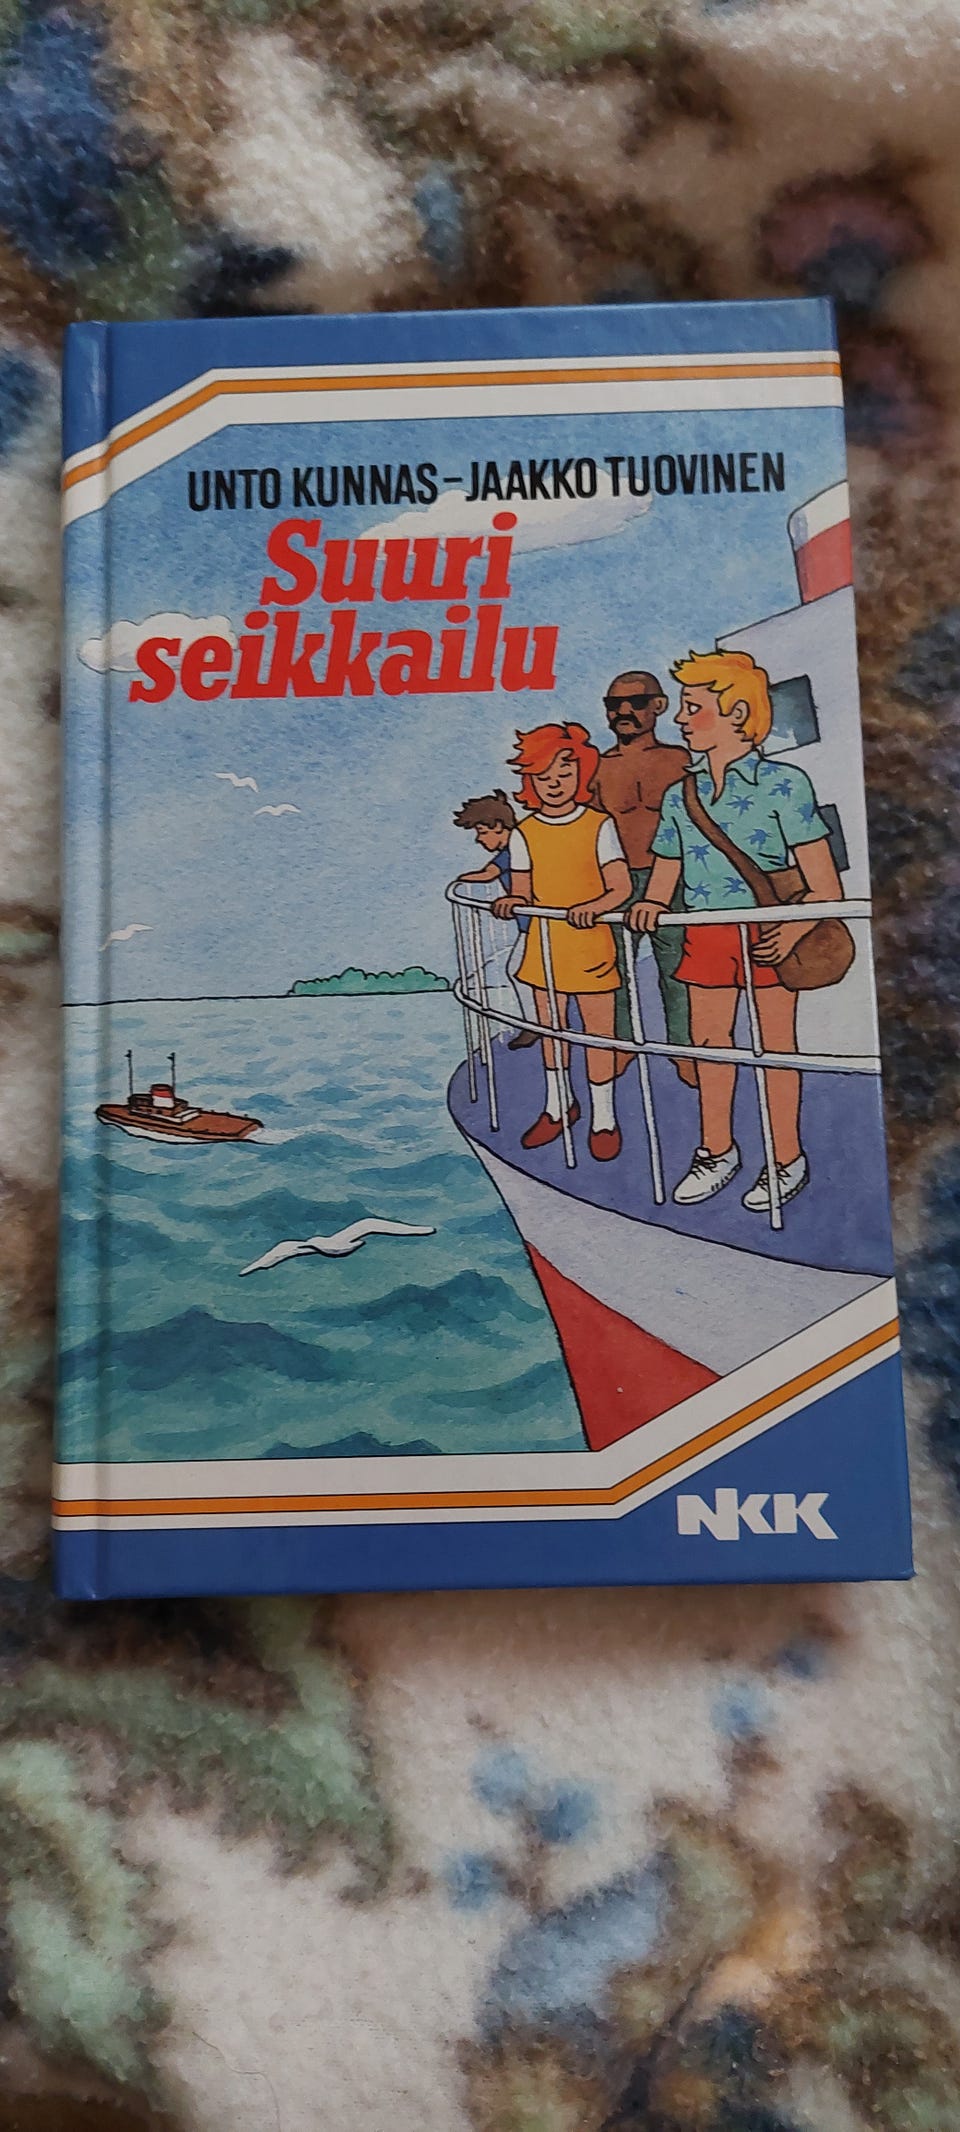 UNTO KUNNAS-JAAKKO TUOVINEN
Suuri
seikkailu
NKK